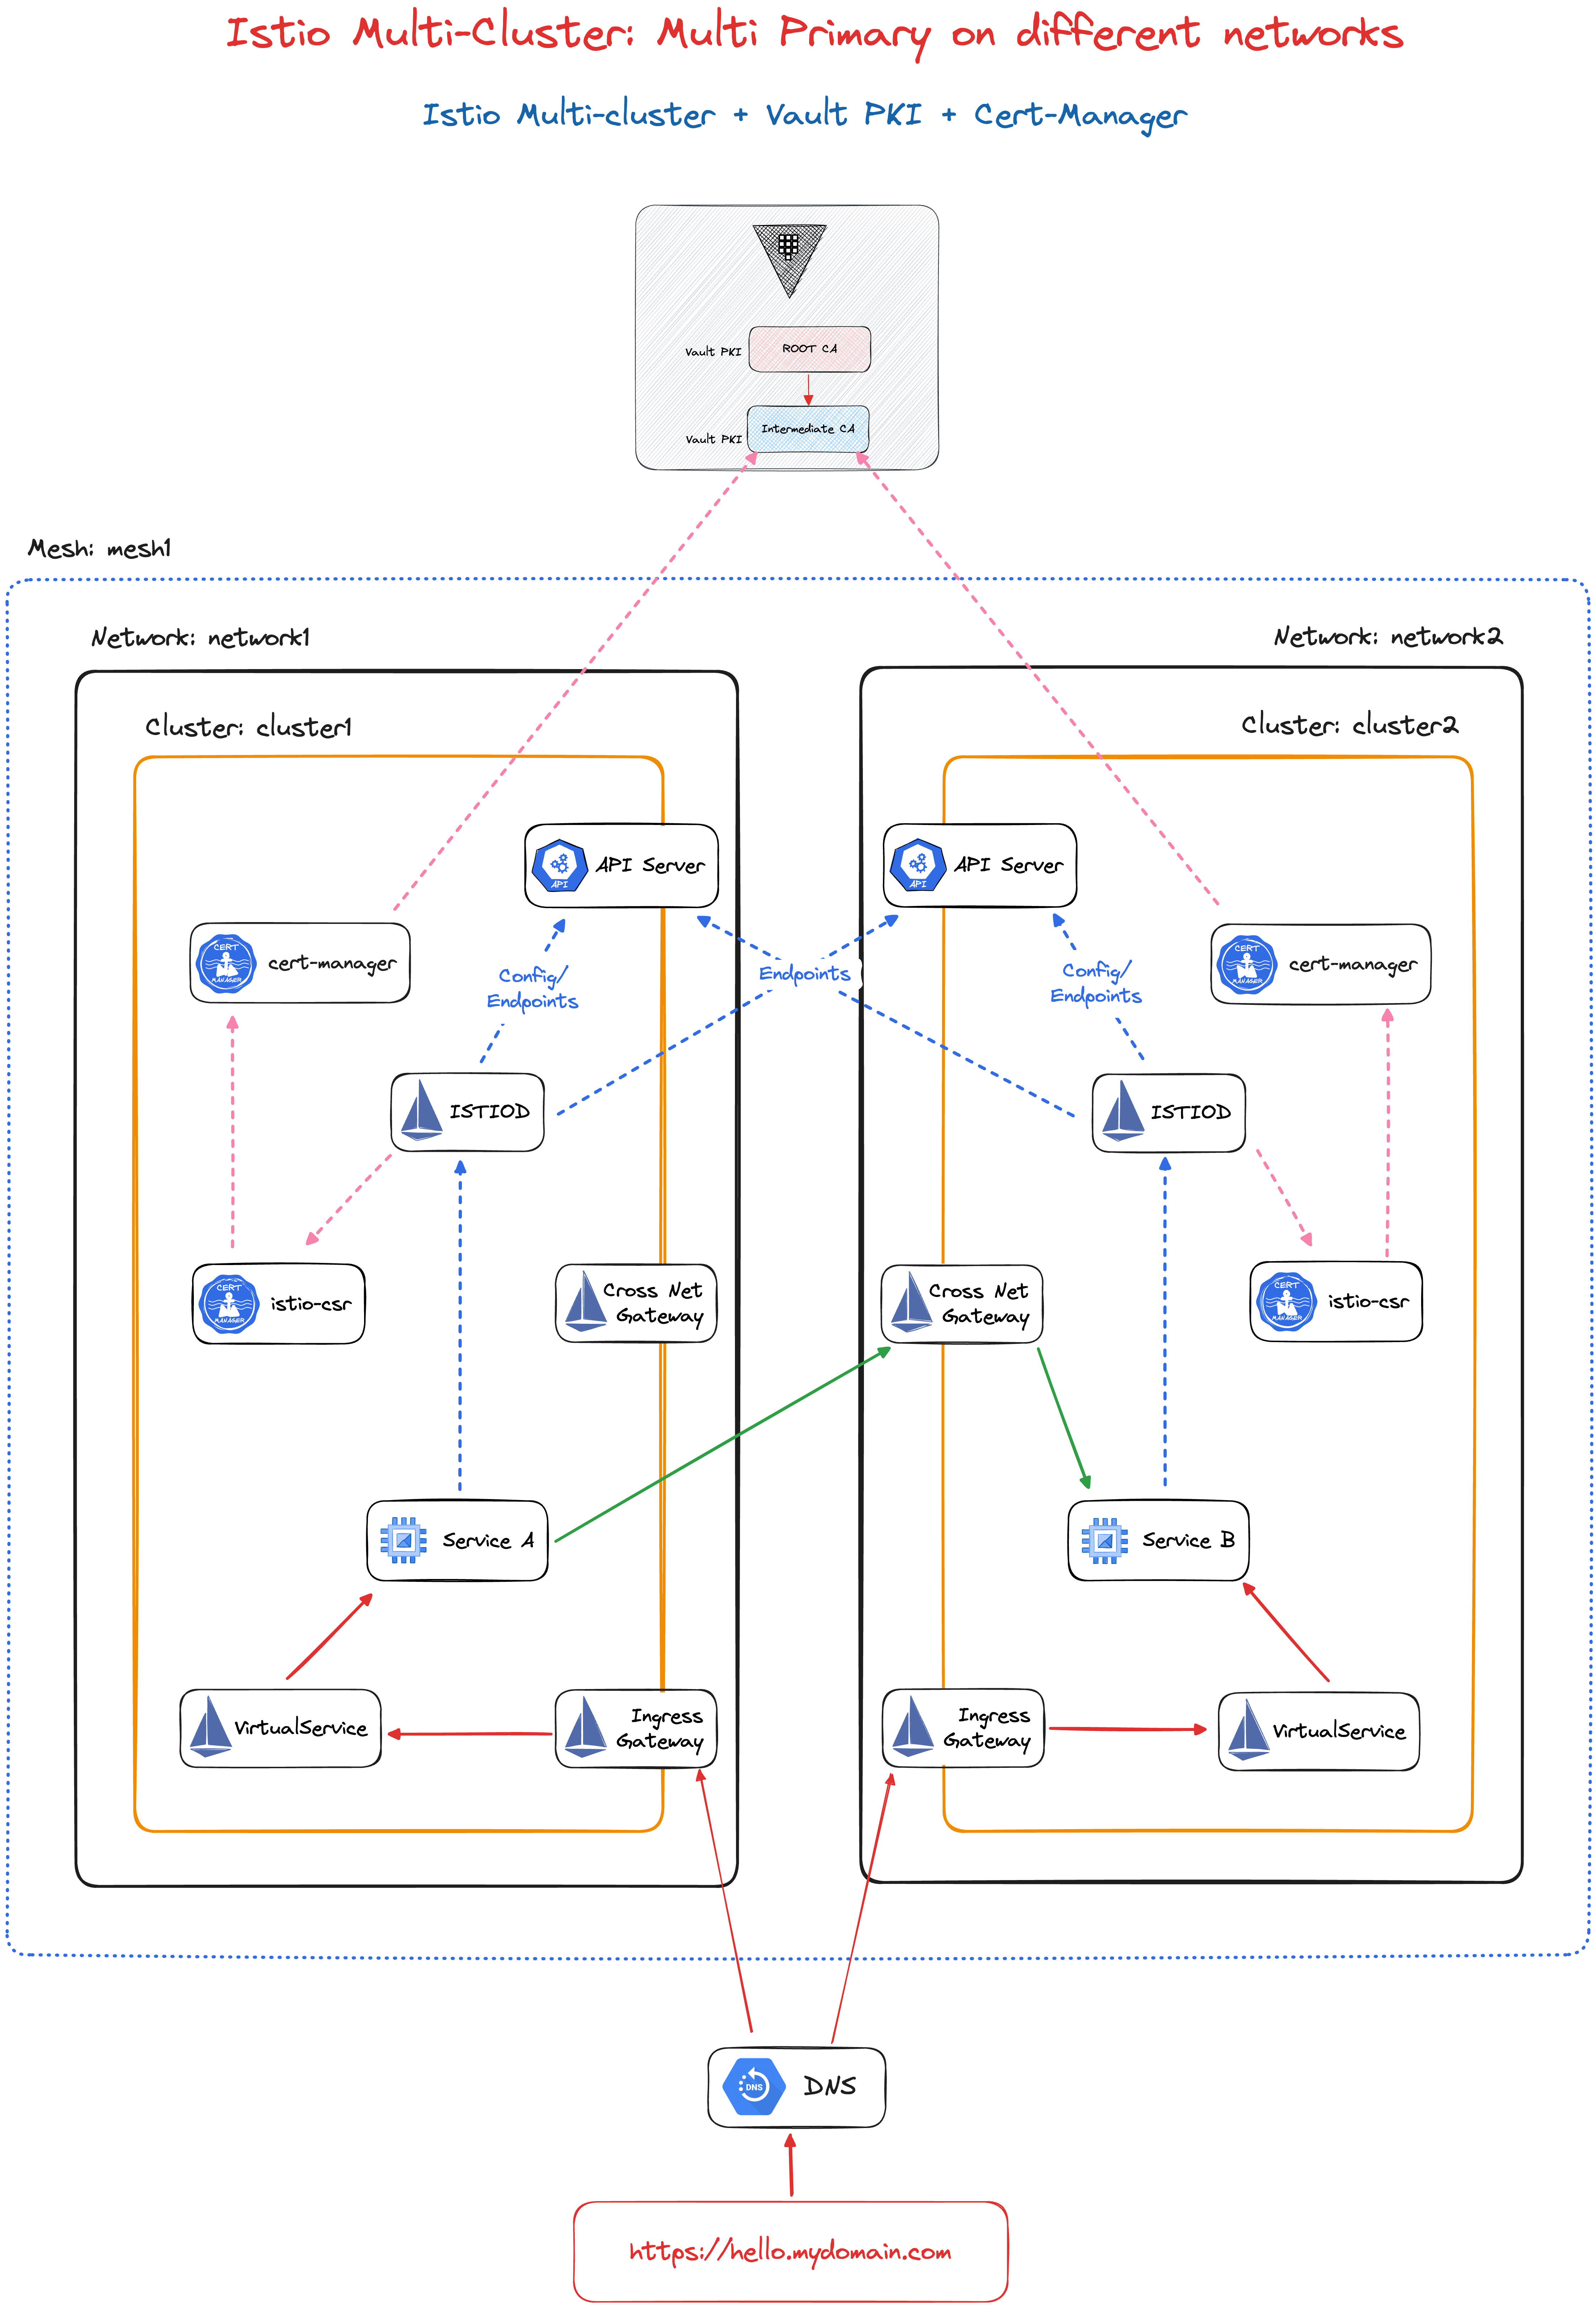 Istio Multi-Cluster: Multi Primary on different networks
Istio Multi-cluster + Vault PKI + Cert-Manager
Vault PKI
ROOT CA
Vault PKI
Intermediate CA
Mesh: mesh1
Network: network1
Network: network2
Cluster: cluster1
Cluster: cluster2
API
API Server
API
API Server
CERT
MANAGER
cert-manager
Config/
Endpoints
Endpoints
Config/
Endpoints
CERT
MANAGER
cert-manager
ISTIOD
ISTIOD
CERT
MANAGER
istio-csr
Cross Net
Gateway
Cross Net
Gateway
CERT
MANAGER
istio-csr
Service A
Service B
VirtualService
Ingress
Gateway
Ingress
Gateway
VirtualService
DNS
DNS
https://hello.mydomain.com